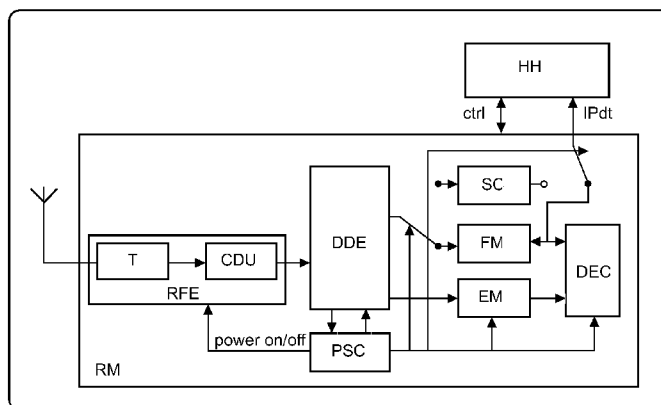 HH
ctrl
IPdt
SC
DDE
T
CDU
FM
DEC
RFE
EM
power on/off
PSC
RM